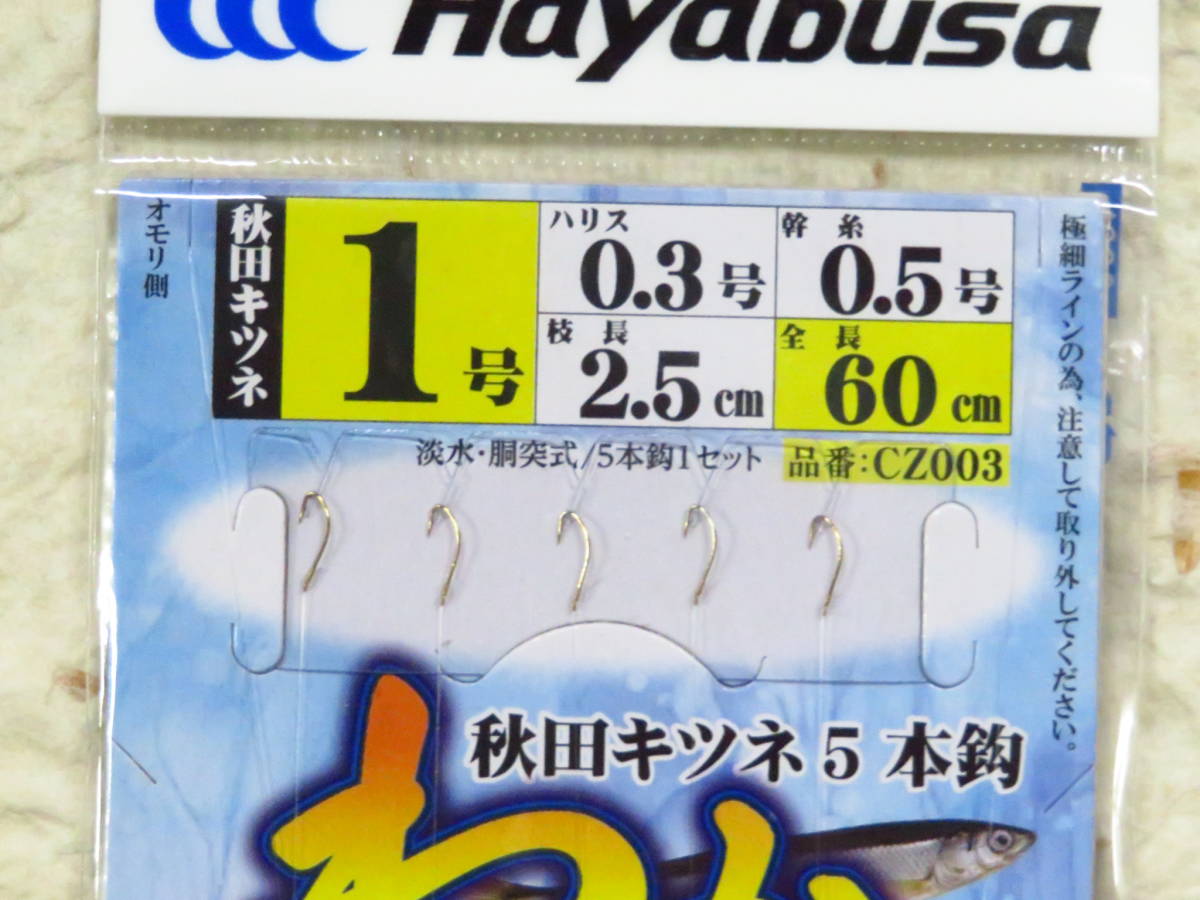 Hayabusa
オモリ側
秋田キツネ
1号
ハリス
0.3号
幹糸
0.5号
枝長
2.5cm
全長
60cm
淡水・胴突式/5本鈎1セット
品番:CZ003
極細ラインの為、注意して取り外してください。
秋田キツネ5本鈎
わか